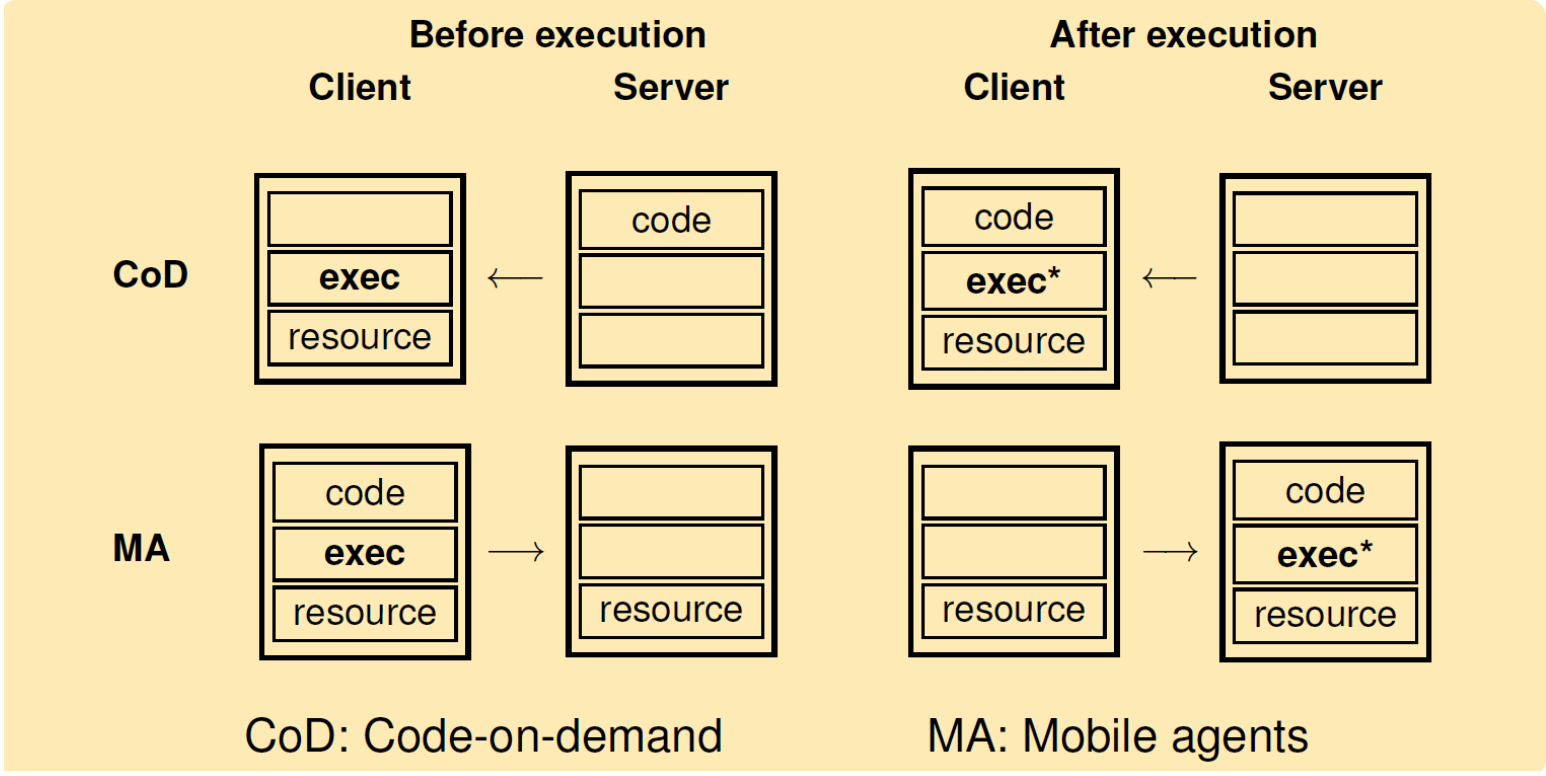 Before execution After execution
Client Server Client Server
code code
CoD exec ← exec* ←
resource resource
code code
MA exec → → exec*
resource resource resource resource
CoD: Code-on-demand MA: Mobile agents